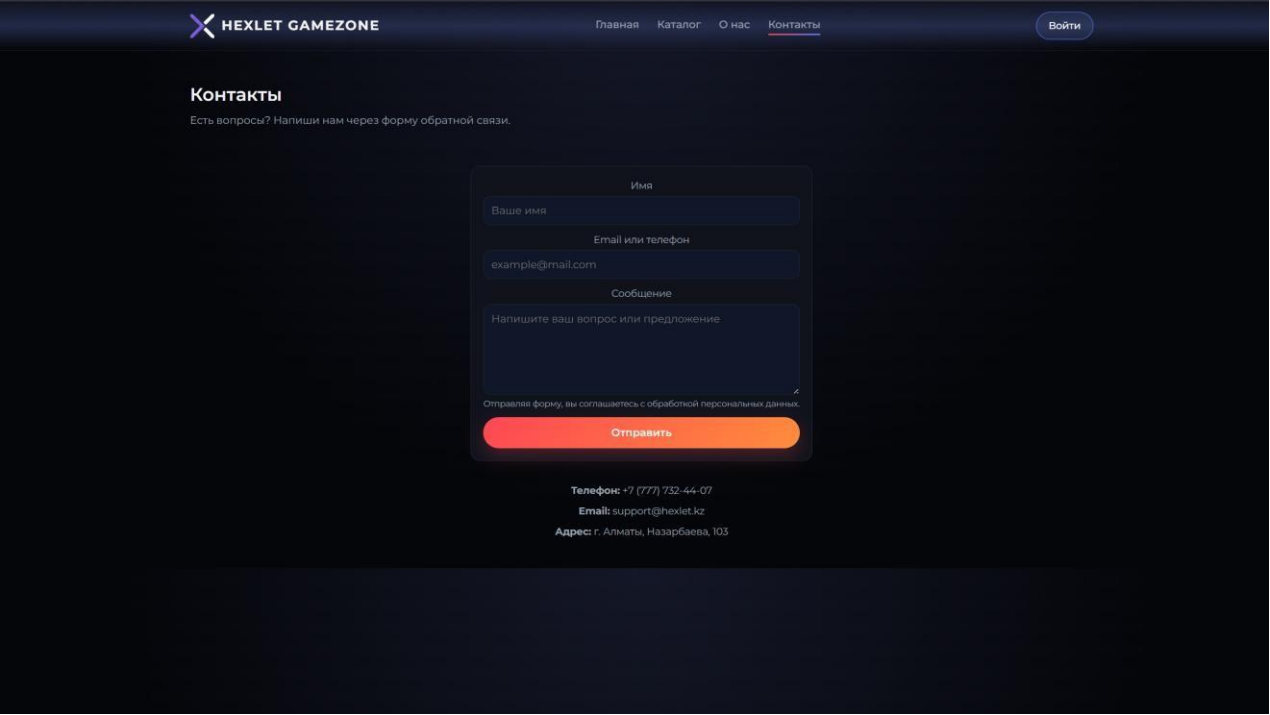 HEXLET GAMEZONE
Главная Каталог О нас Контакты
Войти
Контакты
Есть вопросы? Напиши нам через форму обратной связи.
Имя
Ваше имя
Email или телефон
example@mail.com
Сообщение
Напишите ваш вопрос или предложение
Отправляя форму, вы соглашаетесь с обработкой персональных данных.
Отправить
Телефон: +7 (777) 732-44-07
Email: support@hexlet.kz
Адрес: г. Алматы, Назарбаева, 103